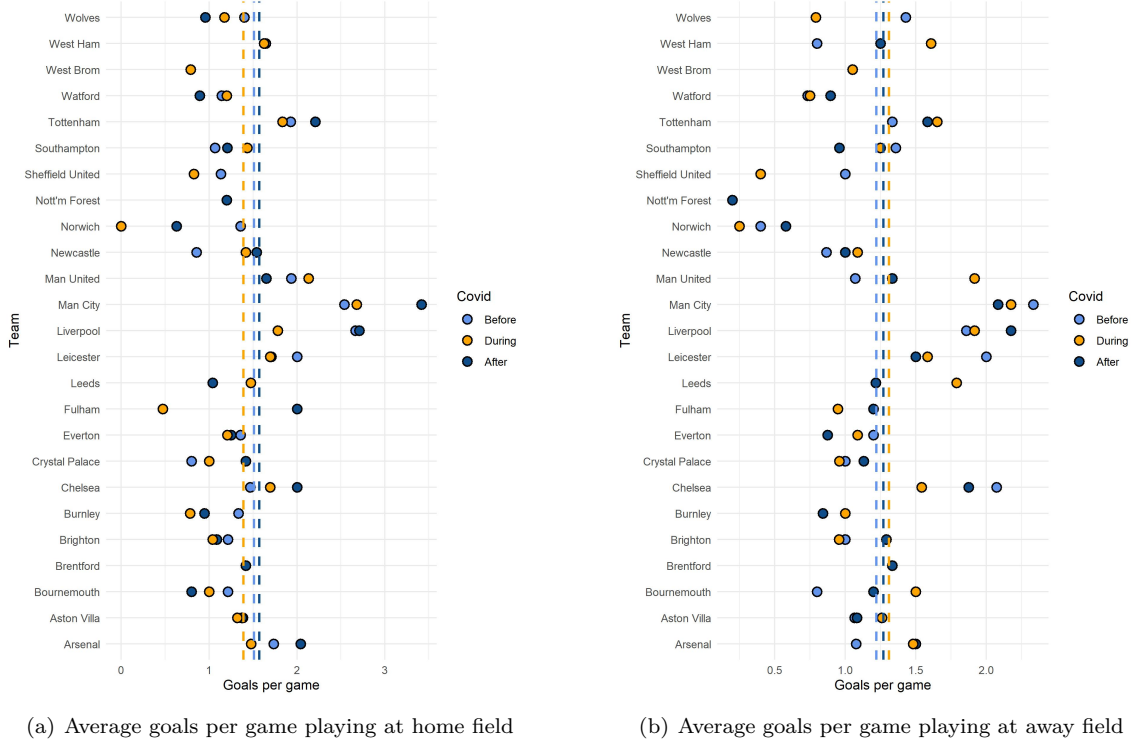 Wolves
West Ham
West Brom
Watford
Tottenham
Southampton
Sheffield United
Nott'm Forest
Norwich
Newcastle
Man United
Man City
Liverpool
Leicester
Leeds
Fulham
Everton
Crystal Palace
Chelsea
Burnley
Brighton
Brentford
Bournemouth
Aston Villa
Arsenal
Team
0 1 2 3
Goals per game
Covid
Before
During
After
(a) Average goals per game playing at home field
Wolves
West Ham
West Brom
Watford
Tottenham
Southampton
Sheffield United
Nott'm Forest
Norwich
Newcastle
Man United
Man City
Liverpool
Leicester
Leeds
Fulham
Everton
Crystal Palace
Chelsea
Burnley
Brighton
Brentford
Bournemouth
Aston Villa
Arsenal
Team
0.5 1.0 1.5 2.0
Goals per game
Covid
Before
During
After
(b) Average goals per game playing at away field